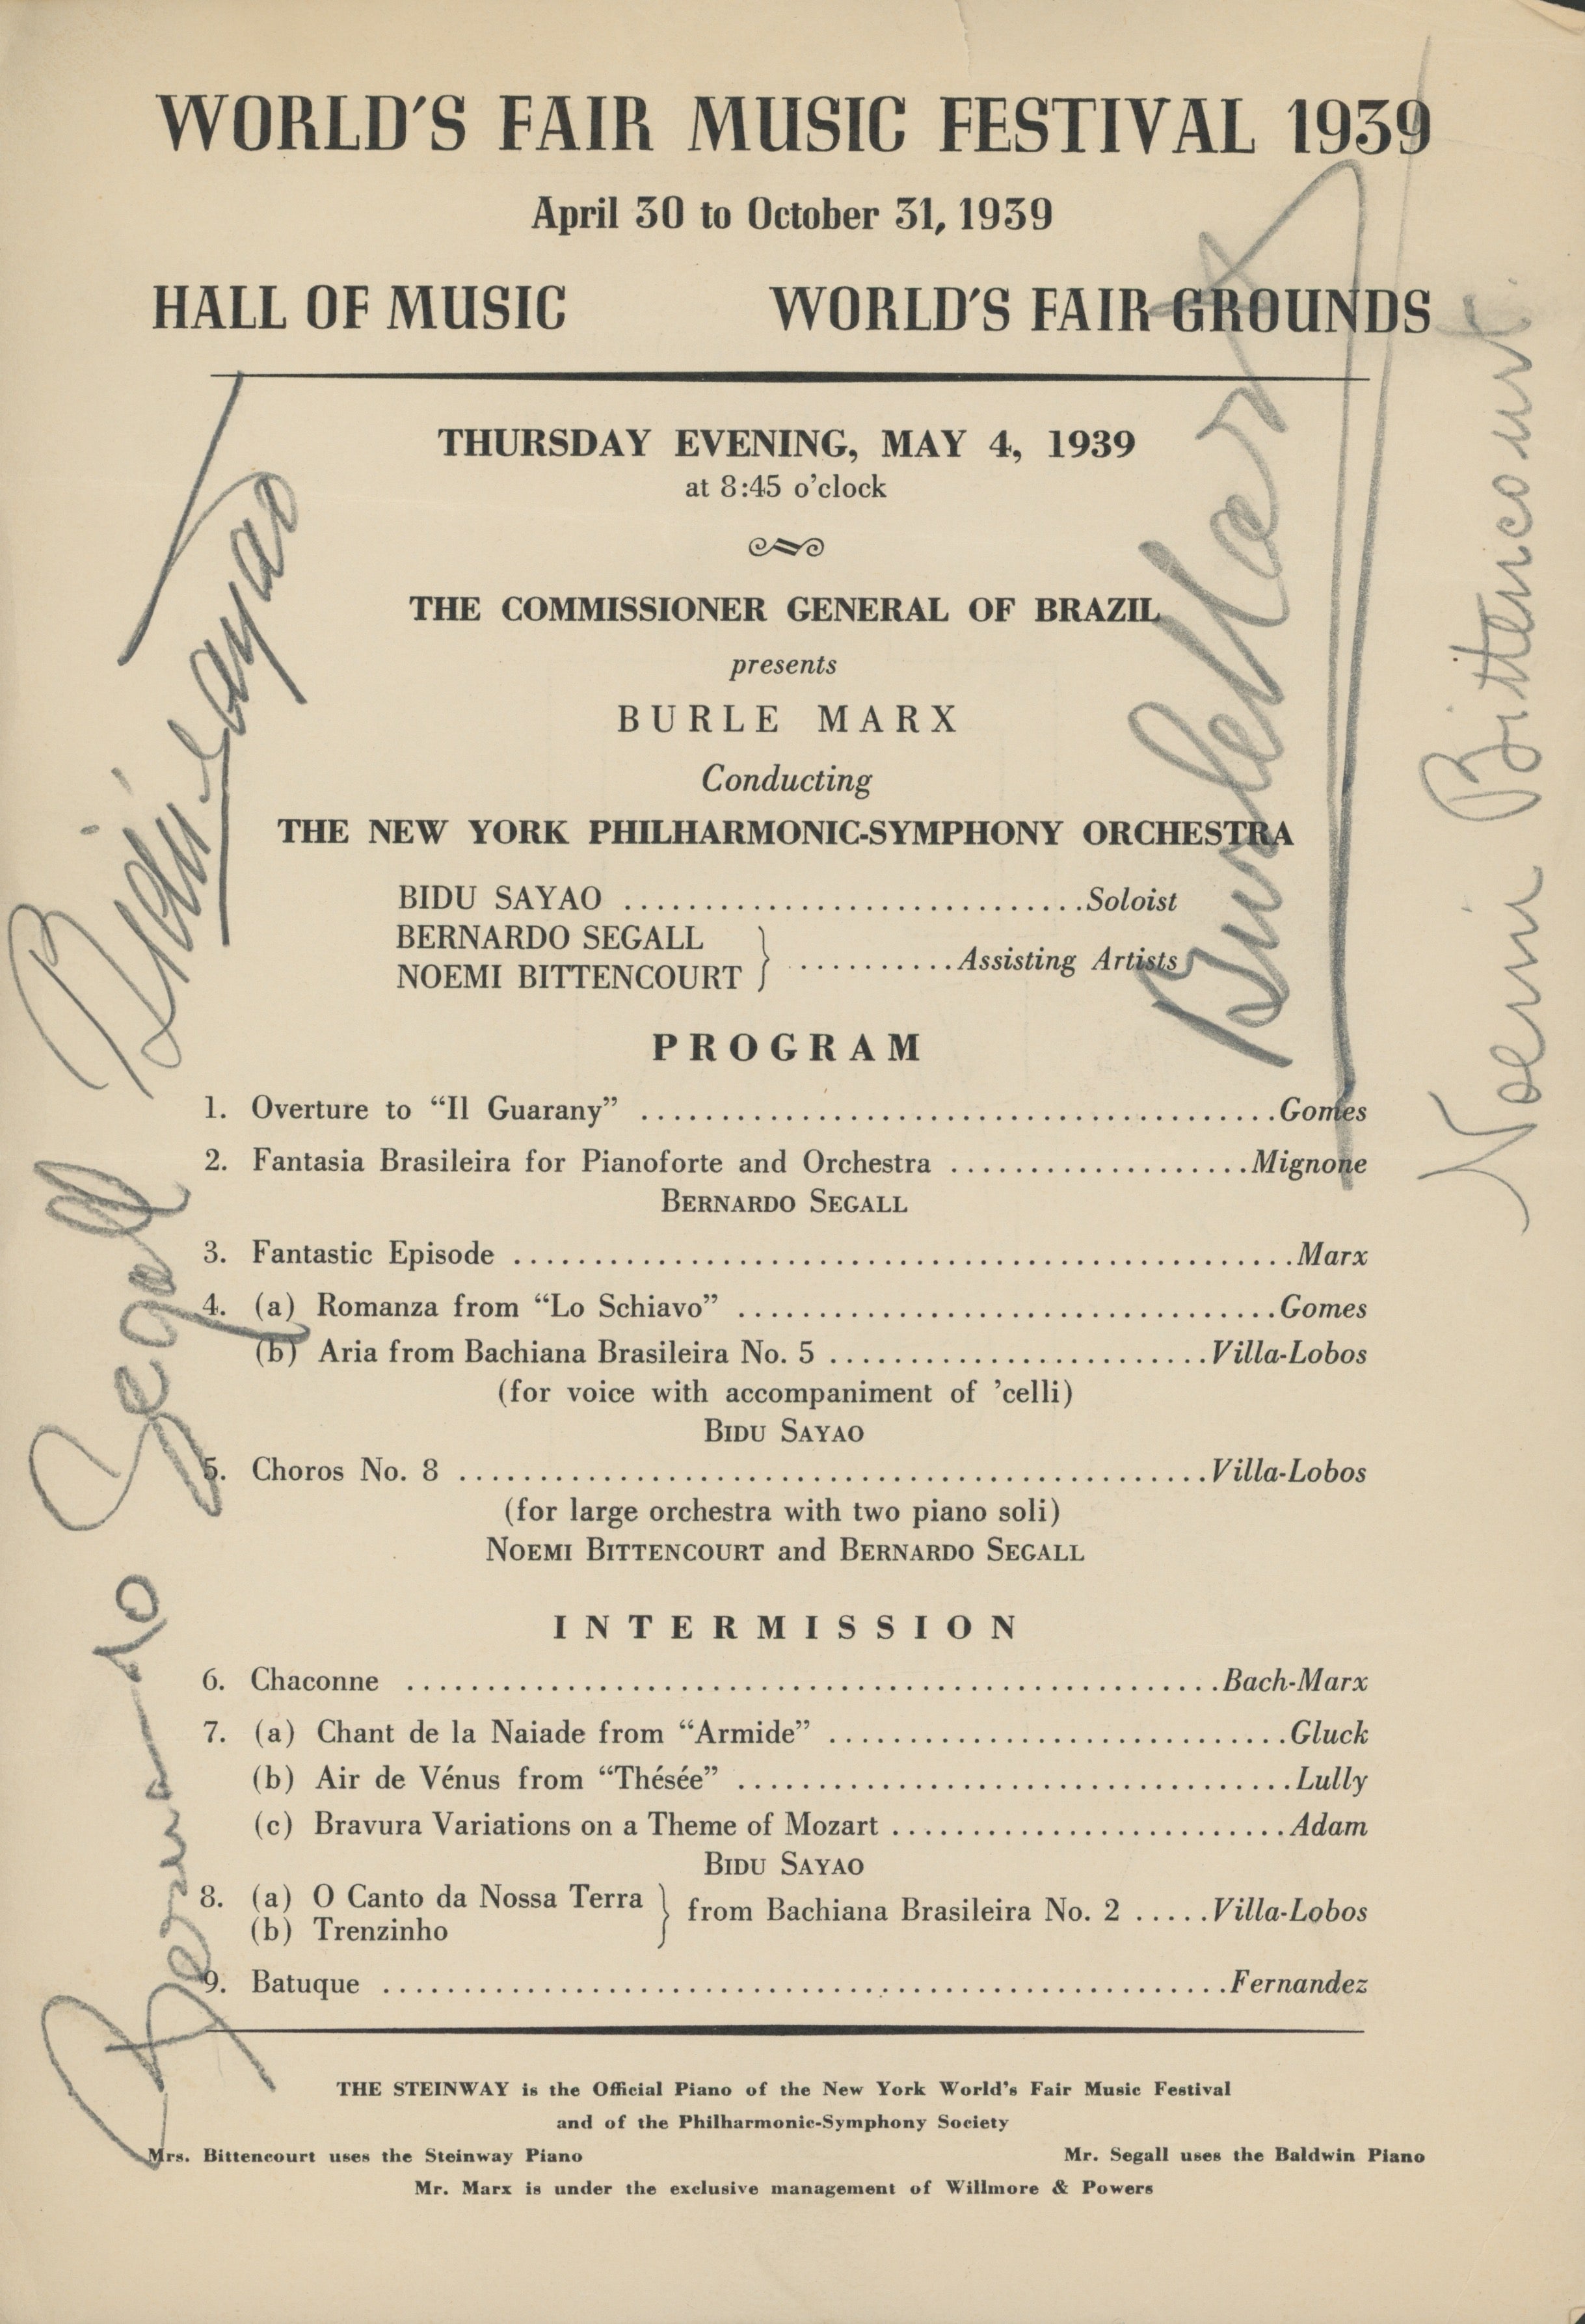 WORLD'S FAIR MUSIC FESTIVAL 1939
April 30 to October 31, 1939
HALL OF MUSIC WORLD'S FAIR GROUNDS
THURSDAY EVENING, MAY 4, 1939
at 8:45 o'clock
THE COMMISSIONER GENERAL OF BRAZIL
presents
BURLE MARX
Conducting
THE NEW YORK PHILHARMONIC-SYMPHONY ORCHESTRA
BIDU SAYAO ............................. Soloist
BERNARDO SEGALL
NOEMI BITTENCOURT } .......... Assisting Artists
PROGRAM
1. Overture to “Il Guarany” ........................................ Gomes
2. Fantasia Brasileira for Pianoforte and Orchestra ................... Mignone
BERNARDO SEGALL
3. Fantastic Episode ................................................. Marx
4. (a) Romanza from “Lo Schiavo” .................................. Gomes
(b) Aria from Bachiana Brasileira No. 5 ........................ Villa-Lobos
(for voice with accompaniment of 'celli)
BIDU SAYAO
5. Choros No. 8 ............................................... Villa-Lobos
(for large orchestra with two piano soli)
NOEMI BITTENCOURT and BERNARDO SEGALL
INTERMISSION
6. Chaconne ................................................... Bach-Marx
7. (a) Chant de la Naiade from “Armide” ............................. Gluck
(b) Air de Vénus from “Thésée” ................................... Lully
(c) Bravura Variations on a Theme of Mozart ......................... Adam
BIDU SAYAO
8. (a) O Canto da Nossa Terra } from Bachiana Brasileira No. 2 ..... Villa-Lobos
(b) Trenzinho
9. Batuque ..................................................... Fernandez
THE STEINWAY is the Official Piano of the New York World's Fair Music Festival
and of the Philharmonic-Symphony Society
Mrs. Bittencourt uses the Steinway Piano Mr. Segall uses the Baldwin Piano
Mr. Marx is under the exclusive management of Willmore & Powers
Bidú Sayao
Bernardo Segall
Burle Marx
Noemi Bittencourt.